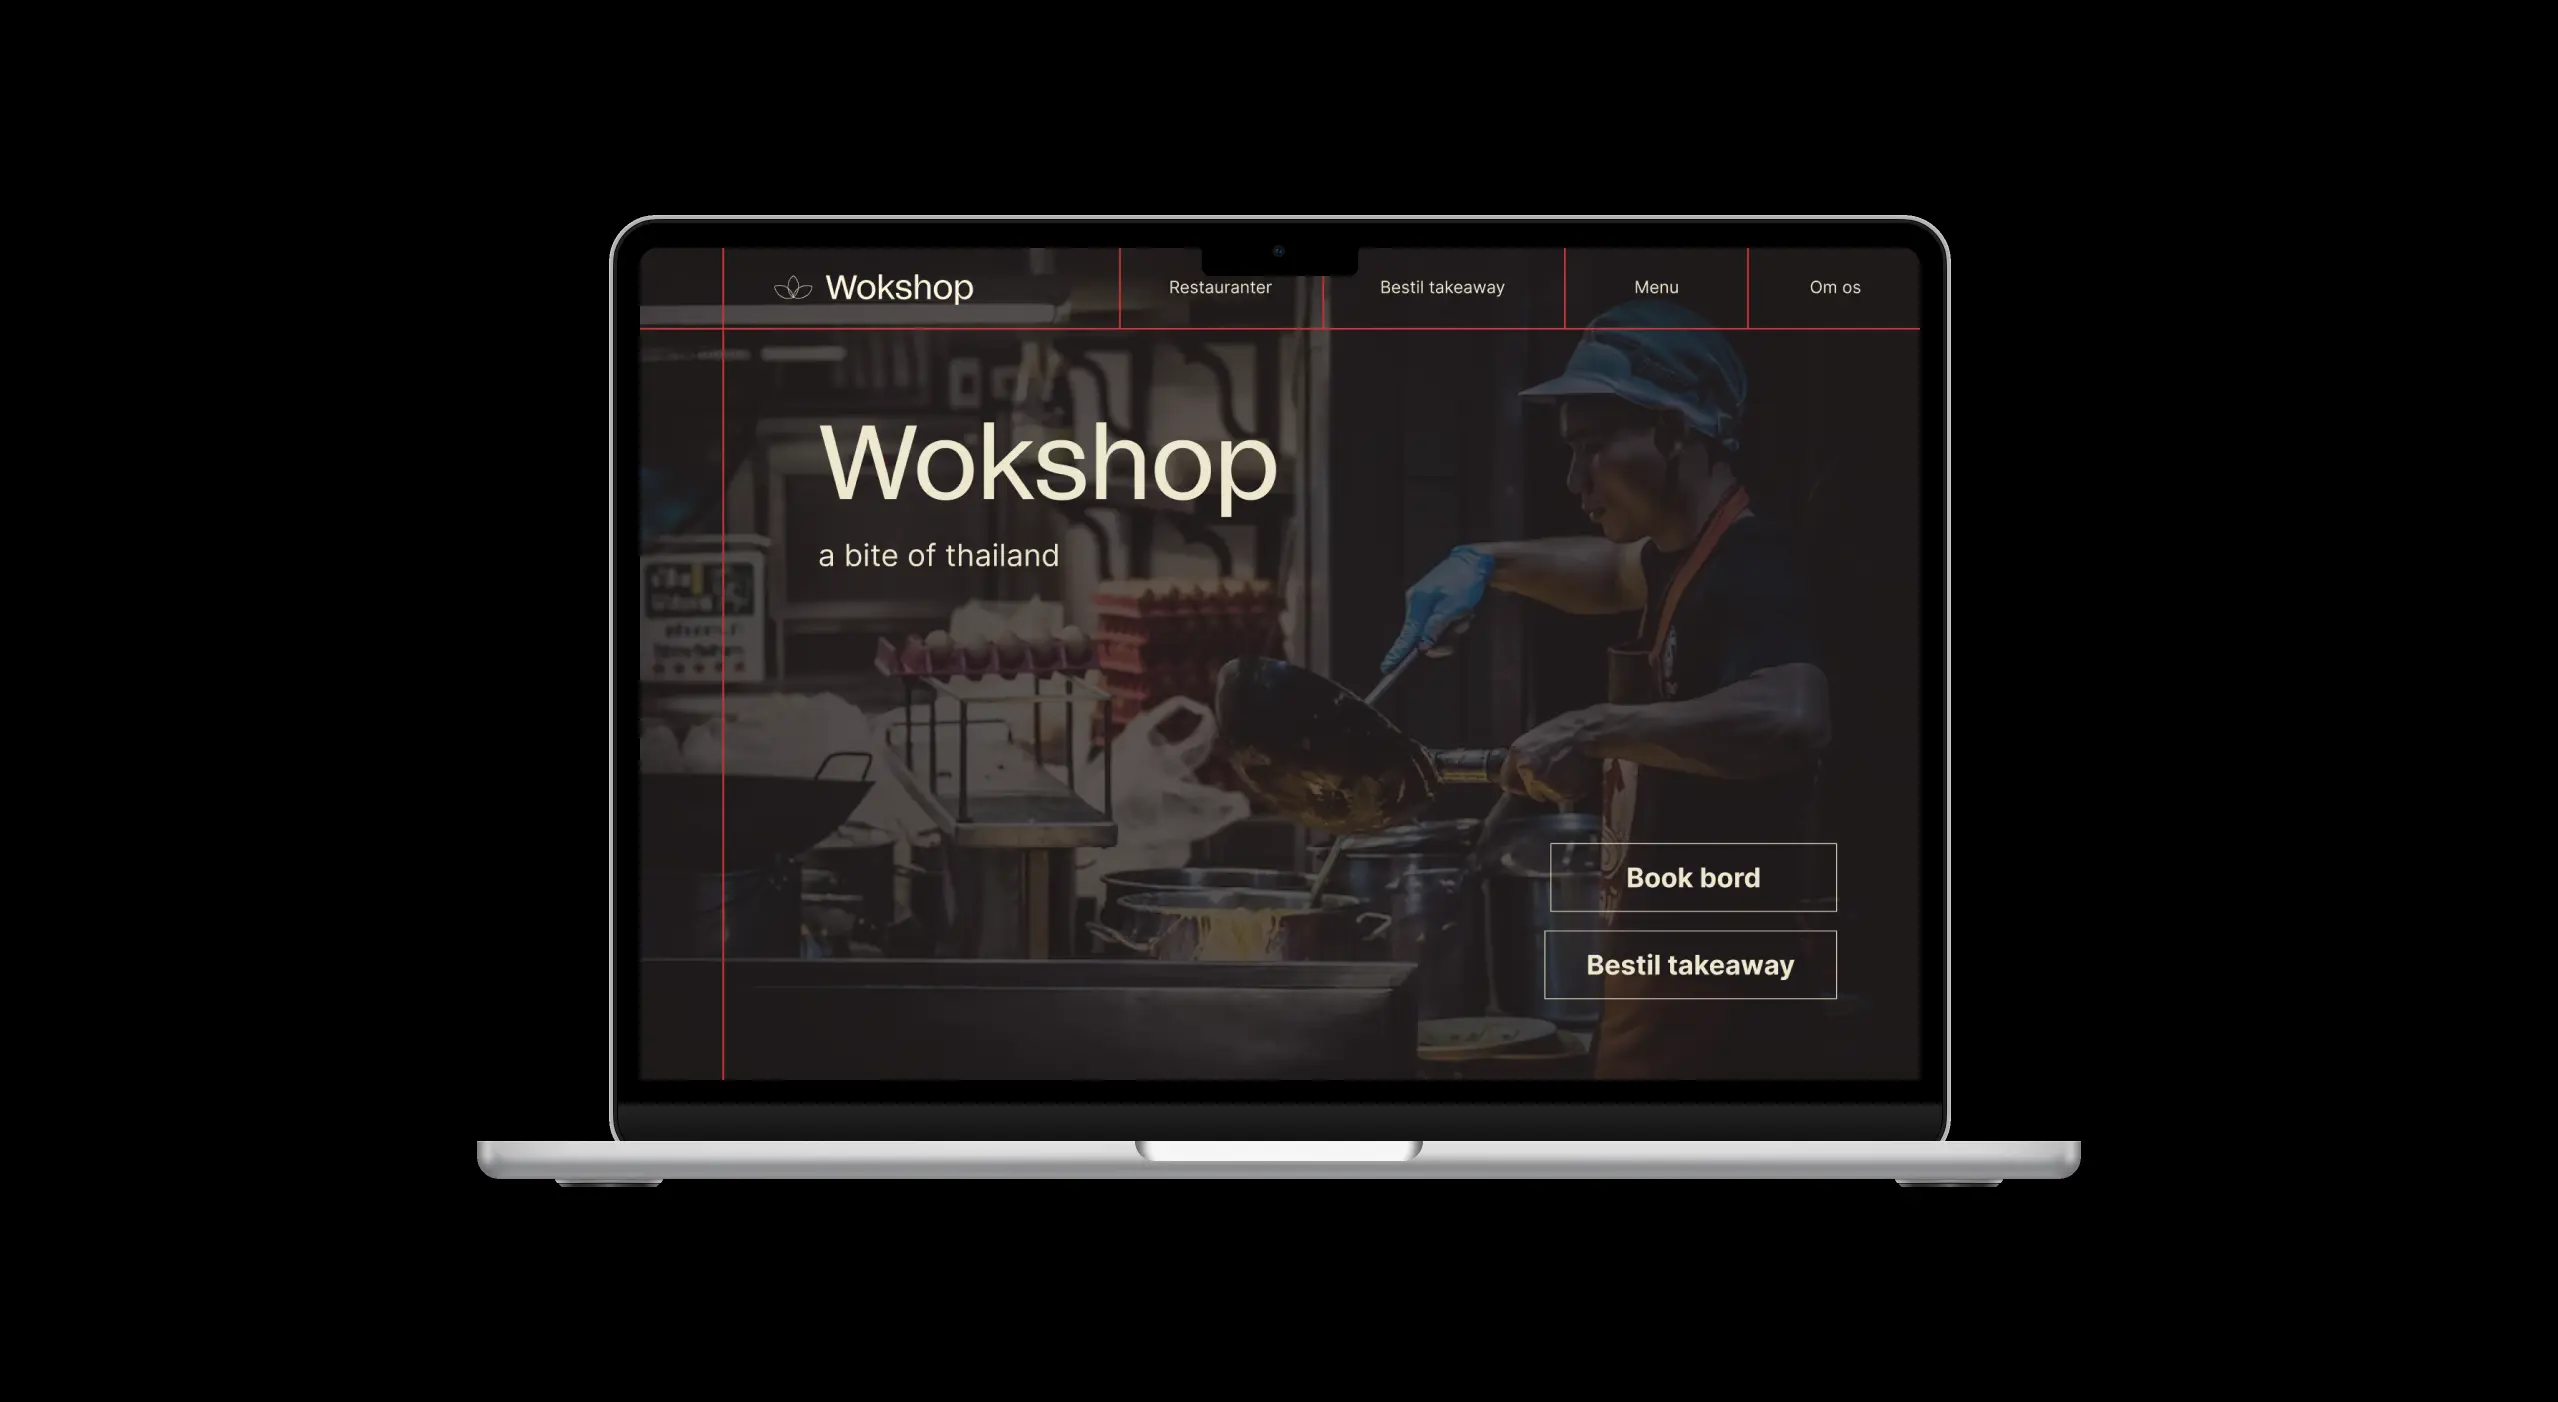 Wokshop
Restauranter
Bestil takeaway
Menu
Om os
Wokshop
a bite of thailand
Book bord
Bestil takeaway